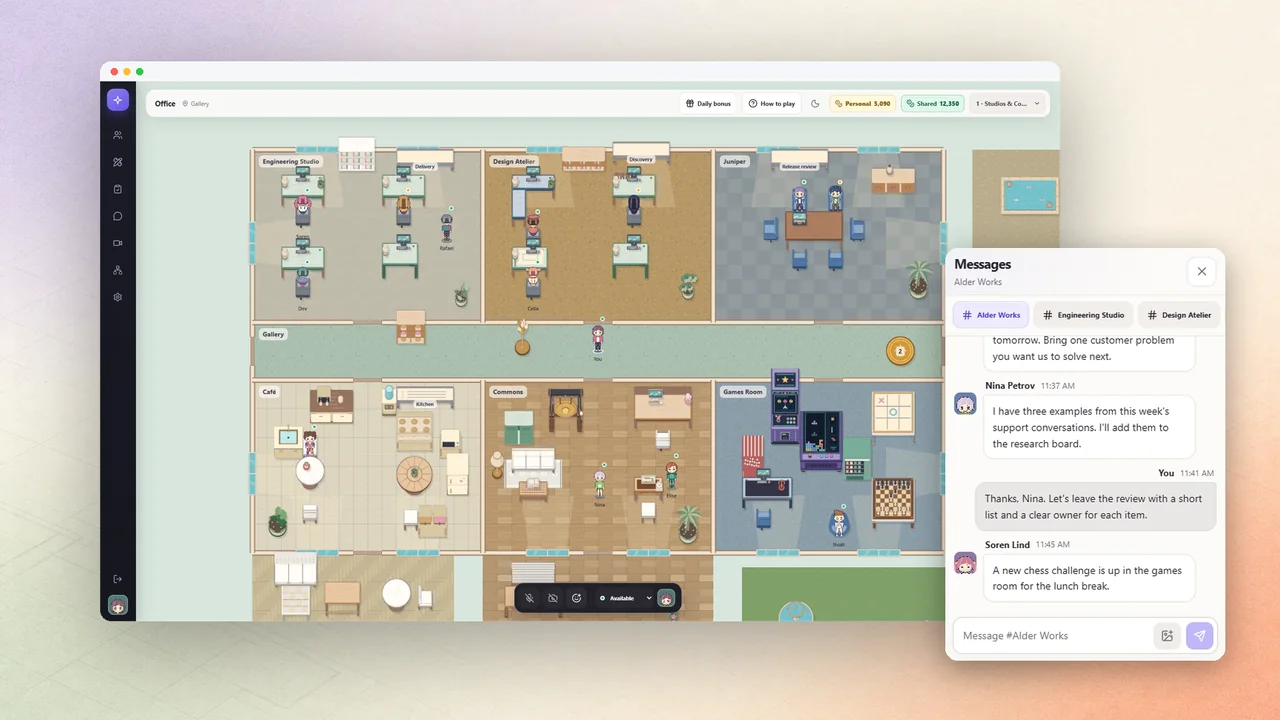 Office
Gallery
Daily bonus
How to play
Personal 5,090
Shared 12,350
1 - Studios & Co...
Engineering Studio
Delivery
Design Atelier
Discovery
Juniper
Release review
Rafael
Dev
Celia
Gallery
You
2
Café
Kitchen
Commons
Games Room
Nina
Elise
Noah
Available
Messages
Alder Works
# Alder Works
# Engineering Studio
# Design Atelier
tomorrow. Bring one customer problem
you want us to solve next.
Nina Petrov 11:37 AM
I have three examples from this week's
support conversations. I'll add them to
the research board.
You 11:41 AM
Thanks, Nina. Let's leave the review with a short
list and a clear owner for each item.
Soren Lind 11:45 AM
A new chess challenge is up in the games
room for the lunch break.
Message #Alder Works